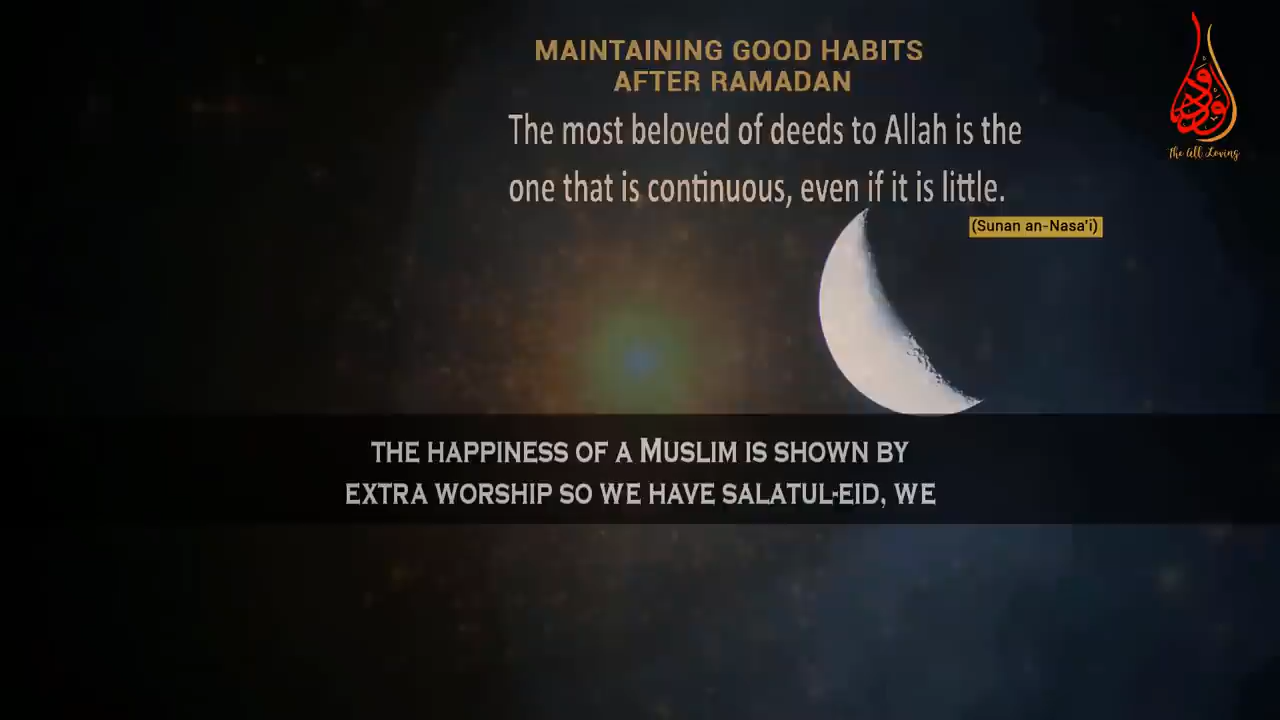 MAINTAINING GOOD HABITS
AFTER RAMADAN
The most beloved of deeds to Allah is the
one that is continuous, even if it is little.
(Sunan an-Nasa'i)
ودود
The All Loving
THE HAPPINESS OF A MUSLIM IS SHOWN BY
EXTRA WORSHIP SO WE HAVE SALATUL-EID, WE